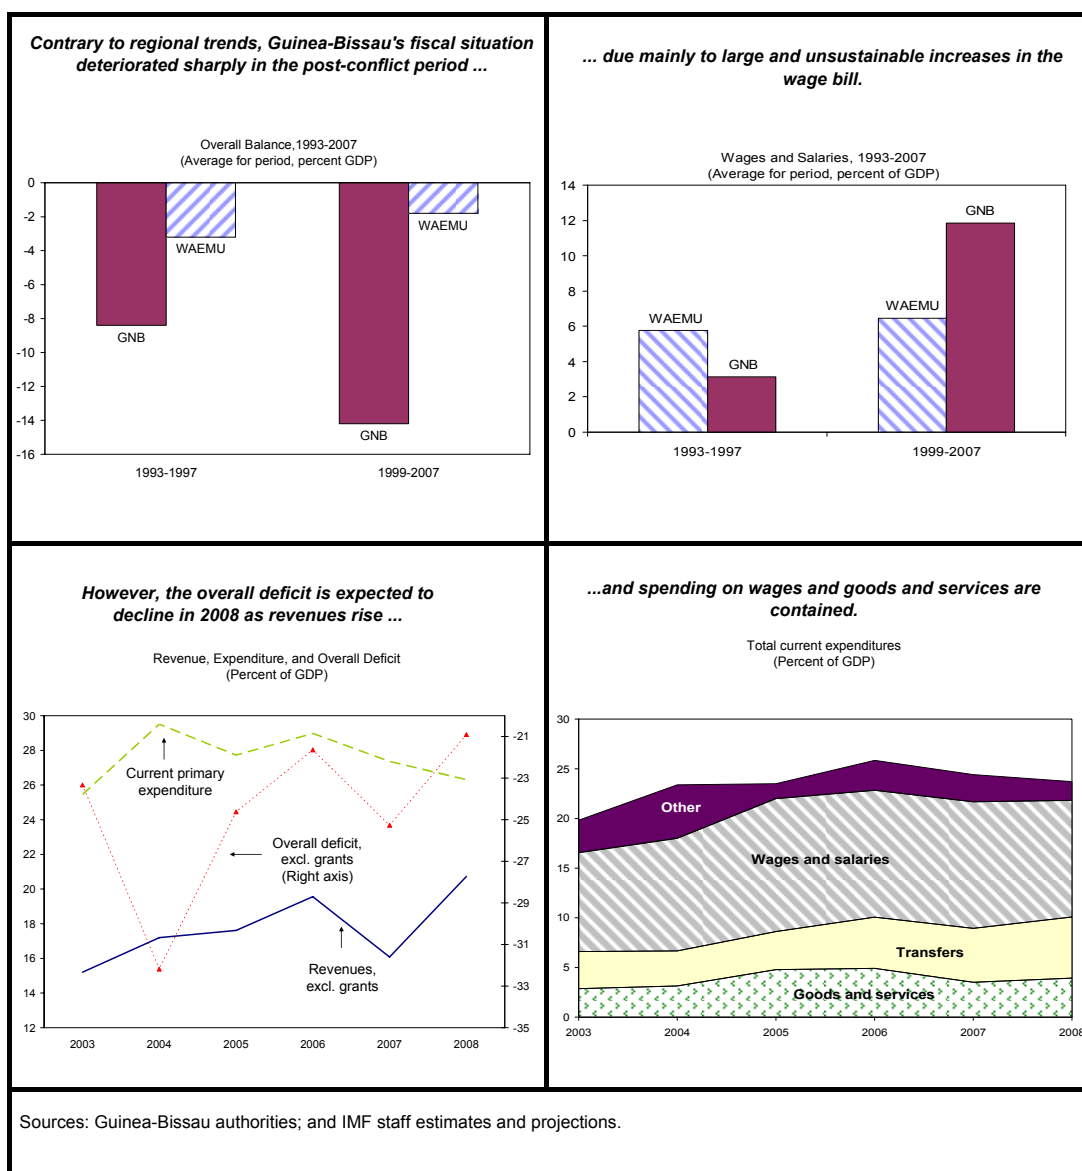 Contrary to regional trends, Guinea-Bissau's fiscal situation
deteriorated sharply in the post-conflict period ...
Overall Balance,1993-2007
(Average for period, percent GDP)
0
-2
-4
-6
-8
-10
-12
-14
-16
WAEMU
GNB
WAEMU
GNB
1993-1997
1999-2007
... due mainly to large and unsustainable increases in the
wage bill.
Wages and Salaries, 1993-2007
(Average for period, percent of GDP)
14
12
10
8
6
4
2
0
WAEMU
GNB
WAEMU
GNB
1993-1997
1999-2007
However, the overall deficit is expected to
decline in 2008 as revenues rise ...
Revenue, Expenditure, and Overall Deficit
(Percent of GDP)
30
28
26
24
22
20
18
16
14
12
Current primary
expenditure
Overall deficit,
excl. grants
(Right axis)
Revenues,
excl. grants
-21
-23
-25
-27
-29
-31
-33
-35
2003
2004
2005
2006
2007
2008
...and spending on wages and goods and services are
contained.
Total current expenditures
(Percent of GDP)
30
25
20
15
10
5
0
Other
Wages and salaries
Transfers
Goods and services
2003
2004
2005
2006
2007
2008
Sources: Guinea-Bissau authorities; and IMF staff estimates and projections.